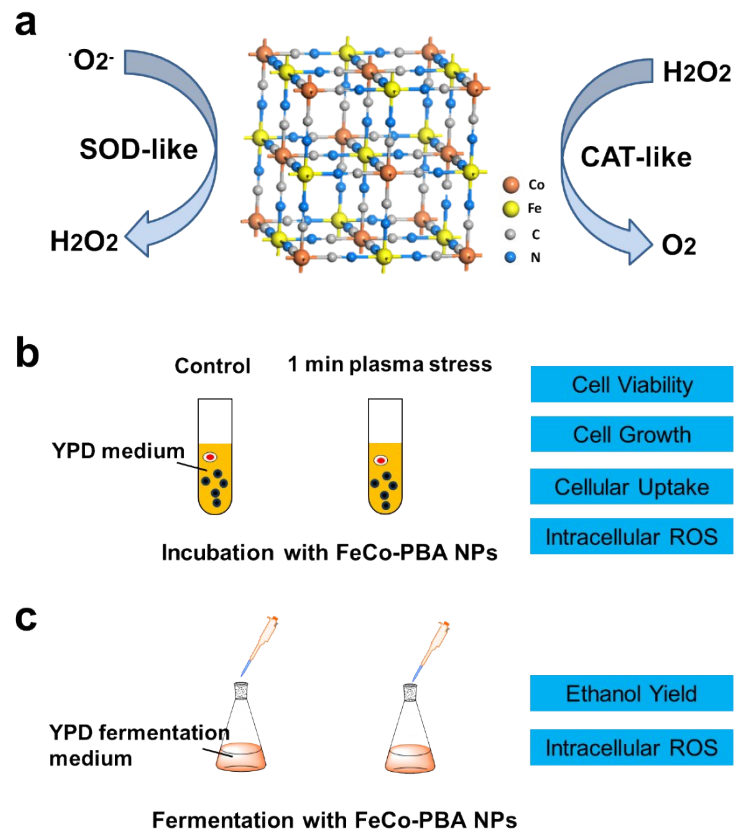 a
·O2-
SOD-like
H2O2
H2O2
CAT-like
O2
Co
Fe
C
N
b
Control
1 min plasma stress
YPD medium
Incubation with FeCo-PBA NPs
Cell Viability
Cell Growth
Cellular Uptake
Intracellular ROS
c
YPD fermentation
medium
Fermentation with FeCo-PBA NPs
Ethanol Yield
Intracellular ROS